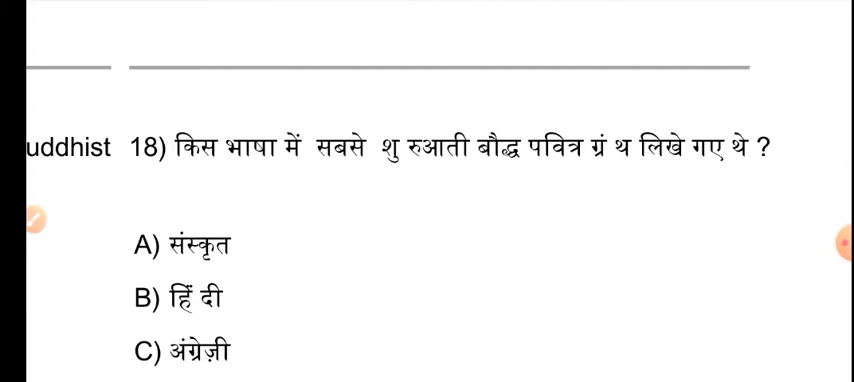 uddhist 18) किस भाषा में सबसे शु रुआती बौद्ध पवित्र ग्रं थ लिखे गए थे ?
A) संस्कृत
B) हिं दी
C) अंग्रेज़ी